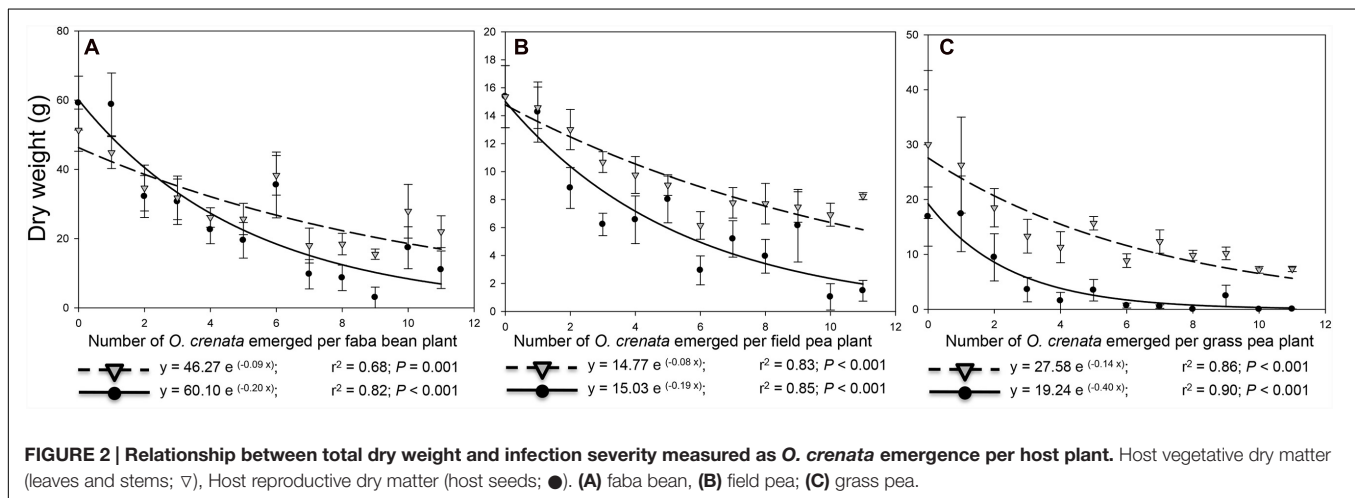 A
B
C
Dry weight (g)
80
60
40
20
0
0 2 4 6 8 10 12
20
18
16
14
12
10
8
6
4
2
0
0 2 4 6 8 10 12
50
40
30
20
10
0
0 2 4 6 8 10 12
Number of O. crenata emerged per faba bean plant
y = 46.27 e (-0.09 x); r² = 0.68; P = 0.001
y = 60.10 e (-0.20 x); r² = 0.82; P < 0.001
Number of O. crenata emerged per field pea plant
y = 14.77 e (-0.08 x); r² = 0.83; P < 0.001
y = 15.03 e (-0.19 x); r² = 0.85; P < 0.001
Number of O. crenata emerged per grass pea plant
y = 27.58 e (-0.14 x); r² = 0.86; P < 0.001
y = 19.24 e (-0.40 x); r² = 0.90; P < 0.001
FIGURE 2 | Relationship between total dry weight and infection severity measured as O. crenata emergence per host plant. Host vegetative dry matter
(leaves and stems; ▽), Host reproductive dry matter (host seeds; ●). (A) faba bean, (B) field pea; (C) grass pea.